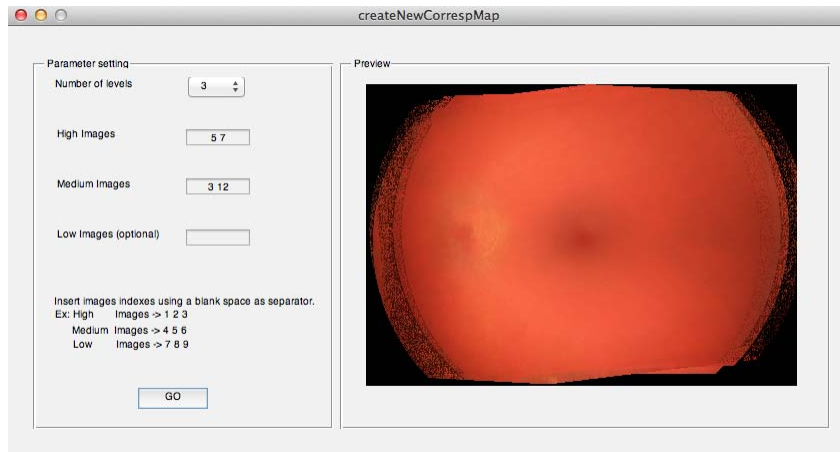 createNewCorrespMap
Parameter setting
Number of levels 3
High Images 5 7
Medium Images 3 12
Low Images (optional)
Insert images indexes using a blank space as separator.
Ex: High Images -> 1 2 3
Medium Images -> 4 5 6
Low Images -> 7 8 9
GO
Preview